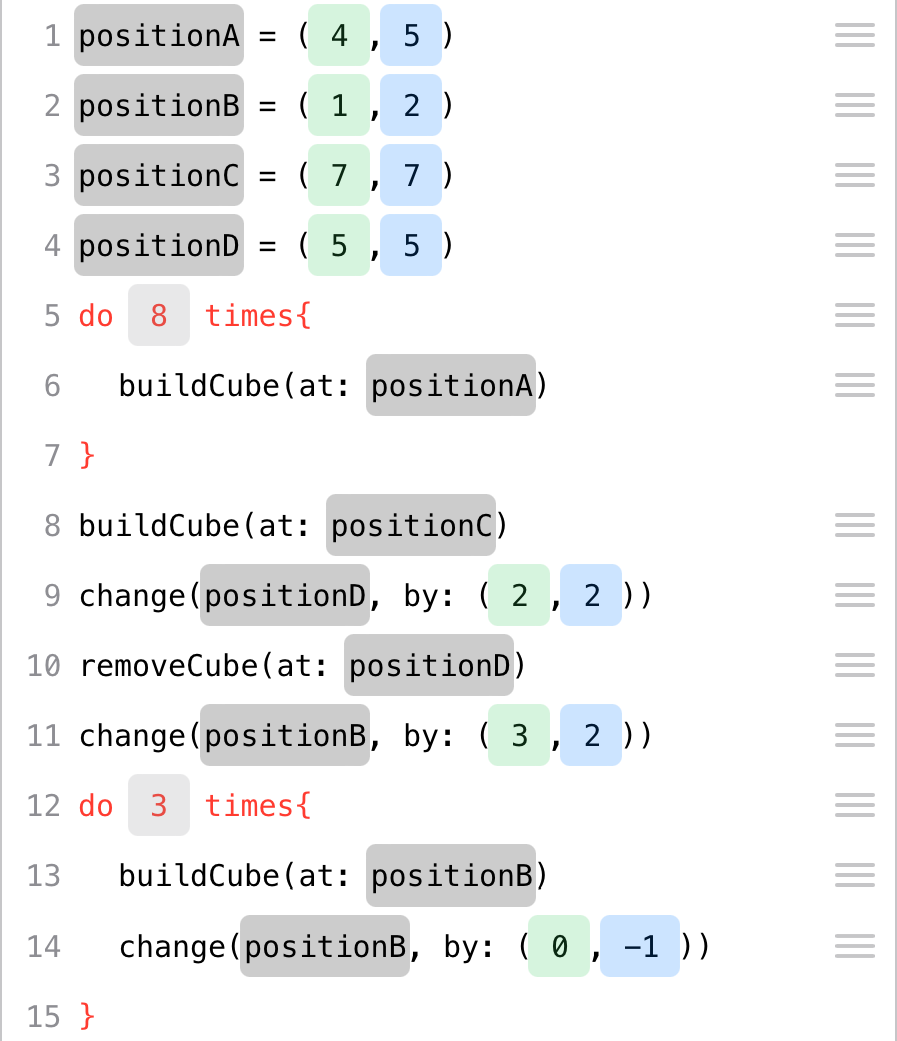 1 positionA = ( 4 , 5 )
2 positionB = ( 1 , 2 )
3 positionC = ( 7 , 7 )
4 positionD = ( 5 , 5 )
5 do 8 times{
6 buildCube(at: positionA)
7 }
8 buildCube(at: positionC)
9 change(positionD, by: ( 2 , 2 ))
10 removeCube(at: positionD)
11 change(positionB, by: ( 3 , 2 ))
12 do 3 times{
13 buildCube(at: positionB)
14 change(positionB, by: ( 0 , −1 ))
15 }